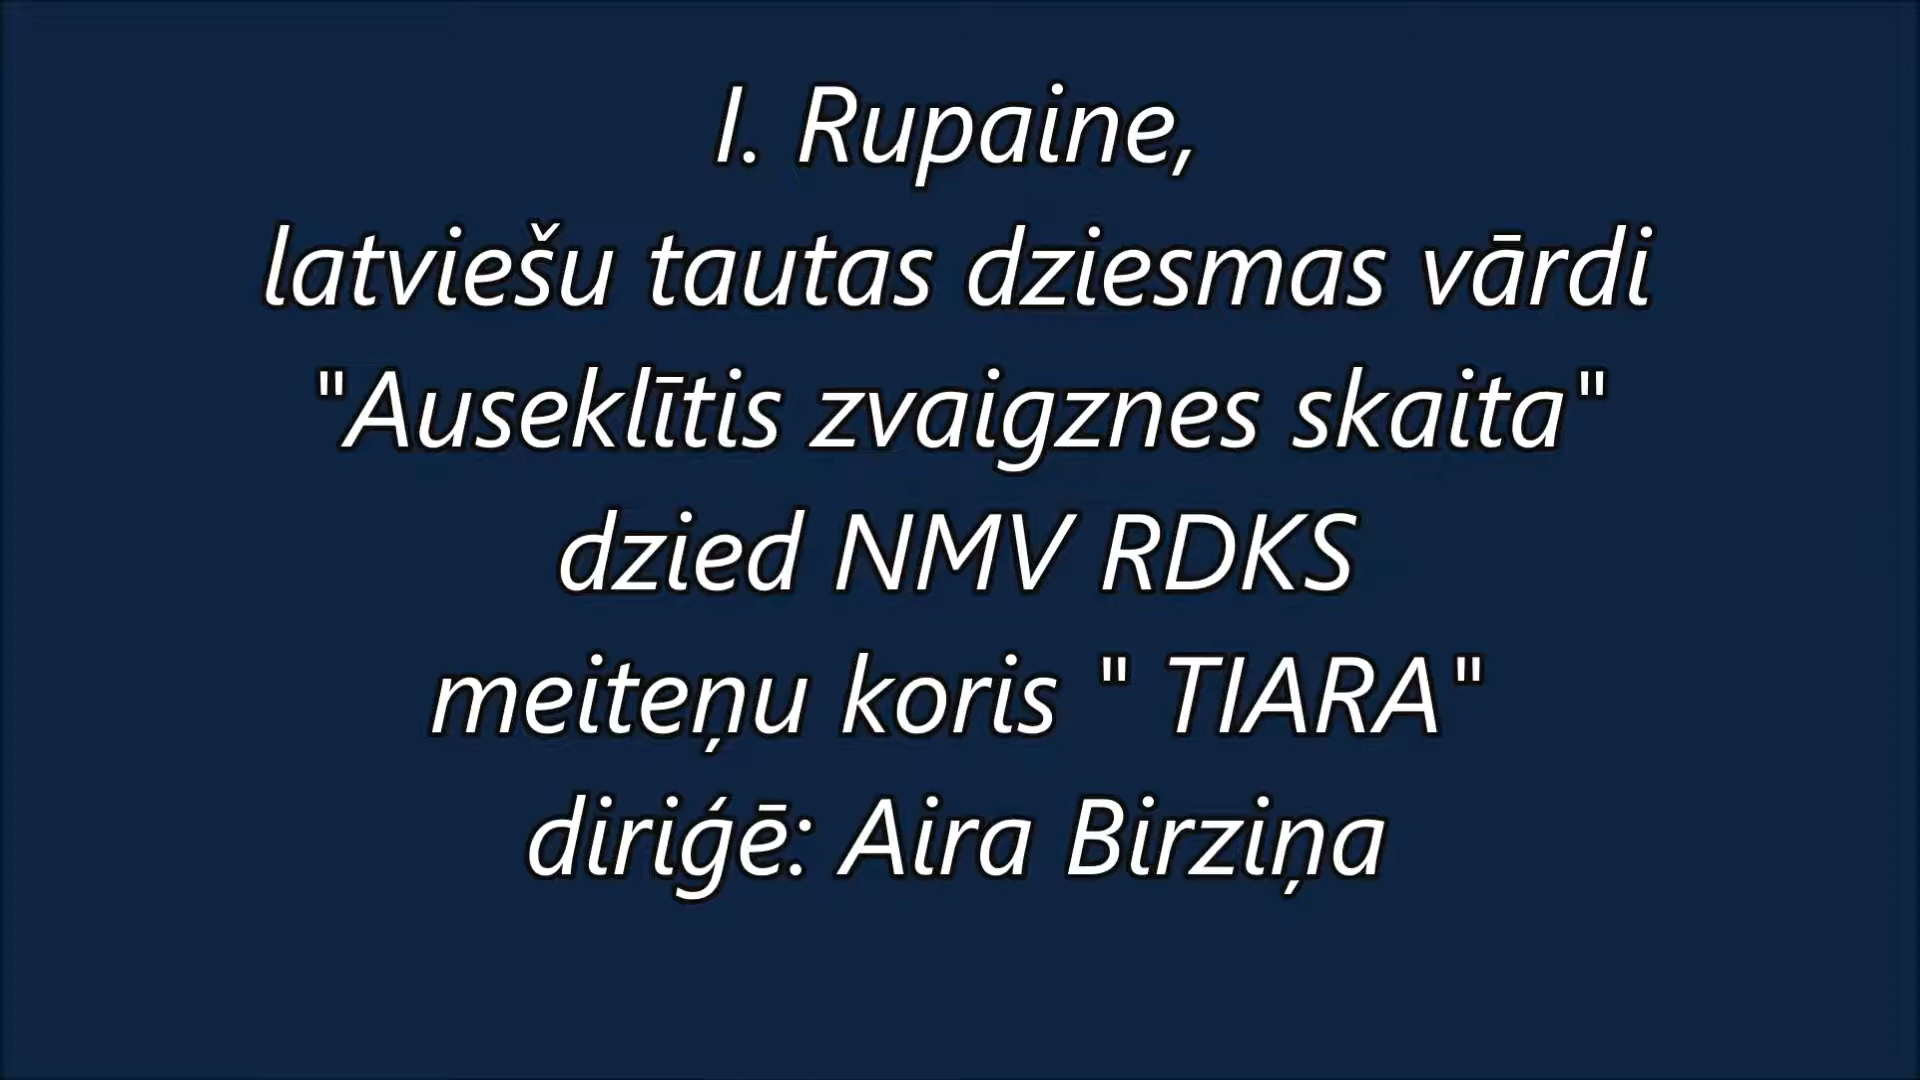 I. Rupaine,
latviešu tautas dziesmas vārdi
"Auseklītis zvaigznes skaita"
dzied NMV RDKS
meiteņu koris " TIARA"
diriģē: Aira Birziņa